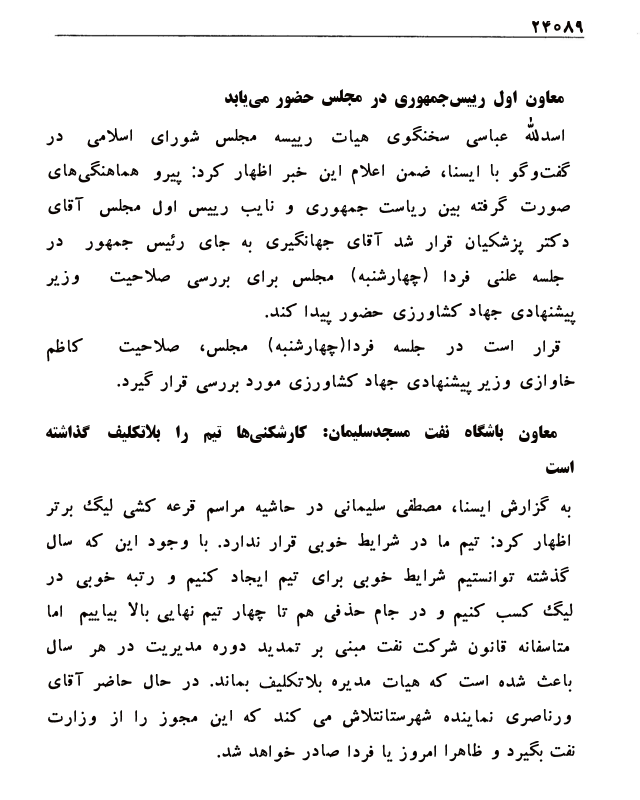 ۲۴۰۸۹
معاون اول رییس‌جمهوری در مجلس حضور می‌یابد
اسدلله عباسی سخنگوی هیات رییسه مجلس شورای اسلامی در
گفت‌وگو با ایسنا، ضمن اعلام این خبر اظهار کرد: پیرو هماهنگی‌های
صورت گرفته بین ریاست جمهوری و نایب رییس اول مجلس آقای
دکتر پزشکیان قرار شد آقای جهانگیری به جای رئیس جمهور در
جلسه علنی فردا (چهارشنبه) مجلس برای بررسی صلاحیت وزیر
پیشنهادی جهاد کشاورزی حضور پیدا کند.
قرار است در جلسه فردا(چهارشنبه) مجلس، صلاحیت کاظم
خاوازی وزیر پیشنهادی جهاد کشاورزی مورد بررسی قرار گیرد.
معاون باشگاه نفت مسجدسلیمان: کارشکنی‌ها تیم را بلاتکلیف گذاشته
است
به گزارش ایسنا، مصطفی سلیمانی در حاشیه مراسم قرعه کشی لیگ برتر
اظهار کرد: تیم ما در شرایط خوبی قرار ندارد. با وجود این که سال
گذشته توانستیم شرایط خوبی برای تیم ایجاد کنیم و رتبه خوبی در
لیگ کسب کنیم و در جام حذفی هم تا چهار تیم نهایی بالا بیاییم اما
متاسفانه قانون شرکت نفت مبنی بر تمدید دوره مدیریت در هر سال
باعث شده است که هیات مدیره بلاتکلیف بماند. در حال حاضر آقای
ورناصری نماینده شهرستانتلاش می کند که این مجوز را از وزارت
نفت بگیرد و ظاهرا امروز یا فردا صادر خواهد شد.